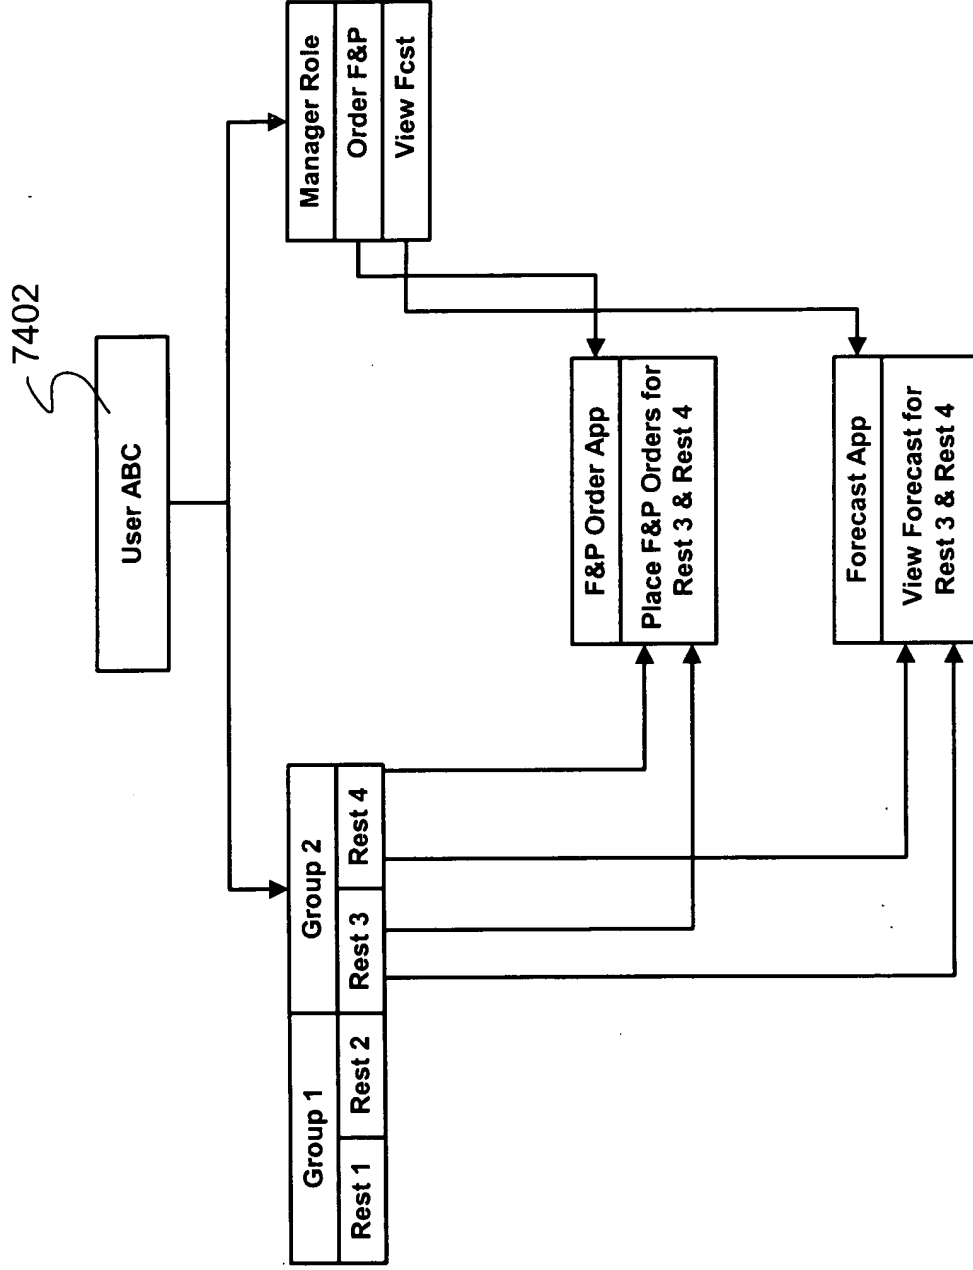 7402
User ABC
Group 1
Group 2
Rest 1
Rest 2
Rest 3
Rest 4
Manager Role
Order F&P
View Fcst
F&P Order App
Place F&P Orders for
Rest 3 & Rest 4
Forecast App
View Forecast for
Rest 3 & Rest 4